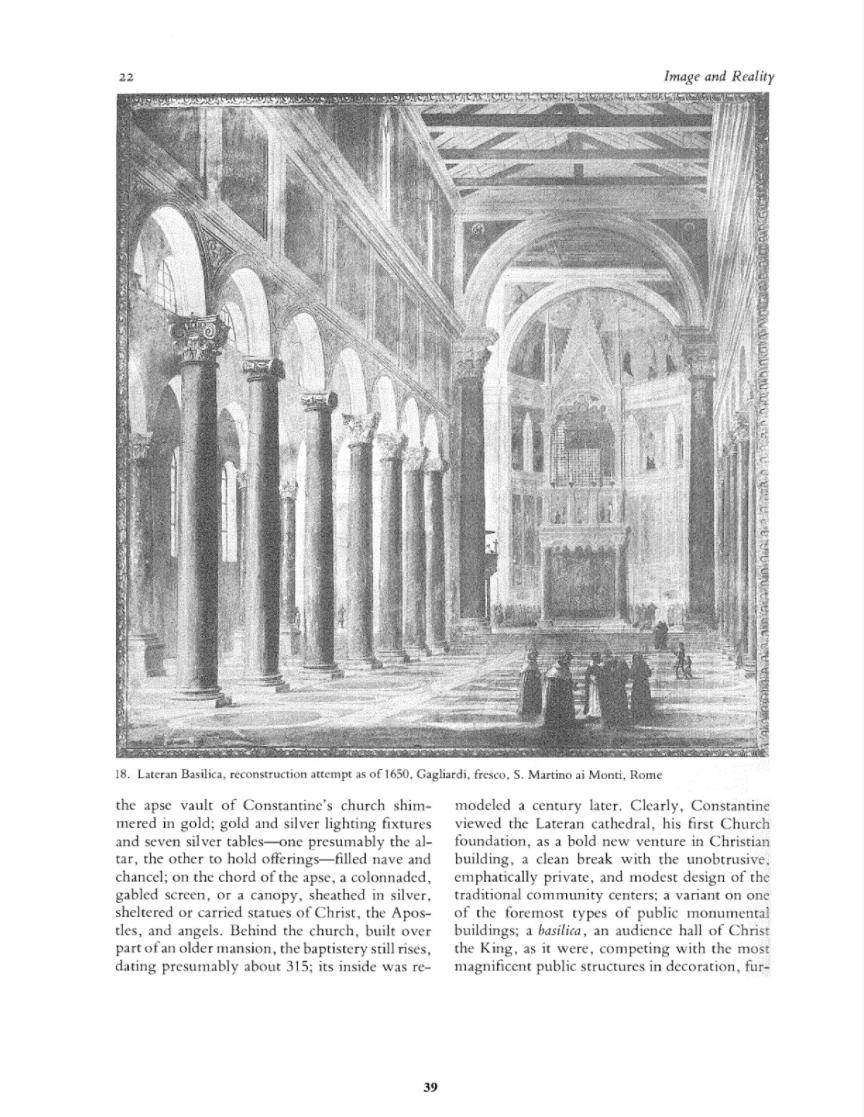 22
Image and Reality
18. Lateran Basilica, reconstruction attempt as of 1650, Gagliardi, fresco, S. Martino ai Monti, Rome
the apse vault of Constantine's church shim-
mered in gold; gold and silver lighting fixtures
and seven silver tables—one presumably the al-
tar, the other to hold offerings—filled nave and
chancel; on the chord of the apse, a colonnaded,
gabled screen, or a canopy, sheathed in silver,
sheltered or carried statues of Christ, the Apos-
tles, and angels. Behind the church, built over
part of an older mansion, the baptistery still rises,
dating presumably about 315; its inside was re-
modeled a century later. Clearly, Constantine
viewed the Lateran cathedral, his first Church
foundation, as a bold new venture in Christian
building, a clean break with the unobtrusive,
emphatically private, and modest design of the
traditional community centers; a variant on one
of the foremost types of public monumental
buildings; a basilica, an audience hall of Christ
the King, as it were, competing with the most
magnificent public structures in decoration, fur-
39